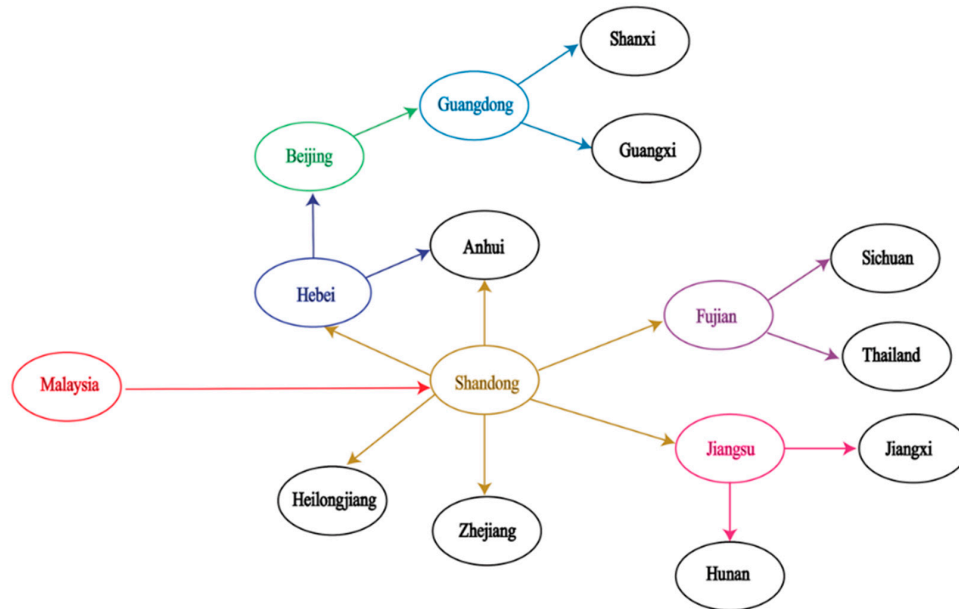 Shanxi
Guangdong
Guangxi
Beijing
Anhui
Sichuan
Hebei
Fujian
Thailand
Malaysia
Shandong
Jiangsu
Jiangxi
Heilongjiang
Zhejiang
Hunan